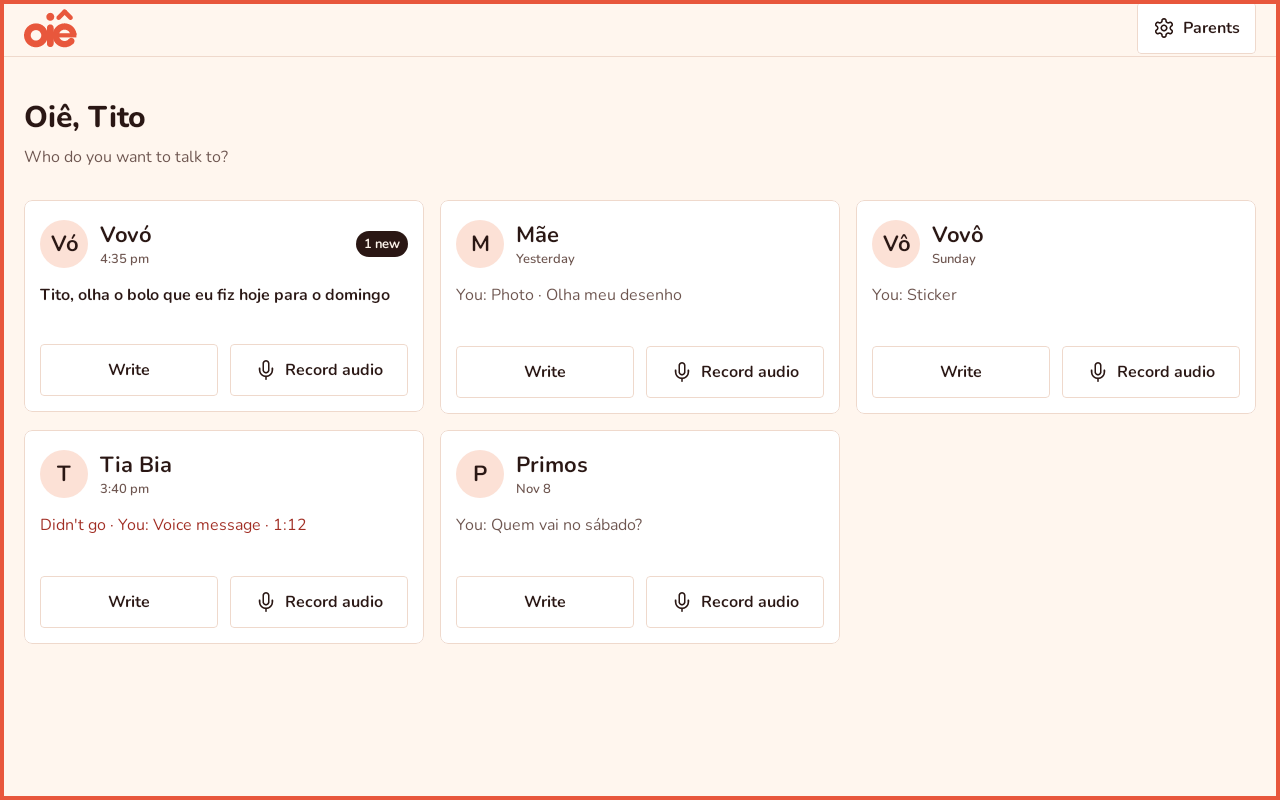 oiê
Parents
Oiê, Tito
Who do you want to talk to?
Vó
Vovó
4:35 pm
1 new
Tito, olha o bolo que eu fiz hoje para o domingo
Write
Record audio
M
Mãe
Yesterday
You: Photo · Olha meu desenho
Write
Record audio
Vô
Vovô
Sunday
You: Sticker
Write
Record audio
T
Tia Bia
3:40 pm
Didn't go · You: Voice message · 1:12
Write
Record audio
P
Primos
Nov 8
You: Quem vai no sábado?
Write
Record audio